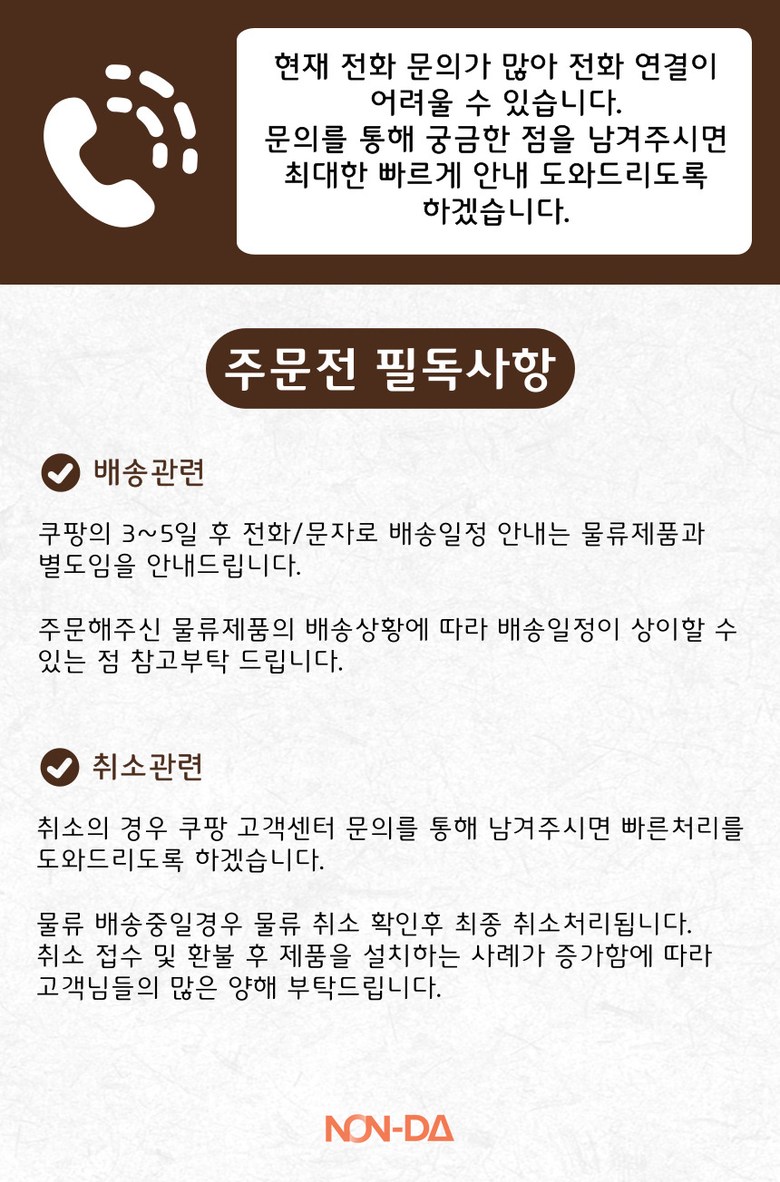 현재 전화 문의가 많아 전화 연결이
어려울 수 있습니다.
문의를 통해 궁금한 점을 남겨주시면
최대한 빠르게 안내 도와드리도록
하겠습니다.
주문전 필독사항
배송관련
쿠팡의 3~5일 후 전화/문자로 배송일정 안내는 물류제품과
별도임을 안내드립니다.
주문해주신 물류제품의 배송상황에 따라 배송일정이 상이할 수
있는 점 참고부탁 드립니다.
취소관련
취소의 경우 쿠팡 고객센터 문의를 통해 남겨주시면 빠른처리를
도와드리도록 하겠습니다.
물류 배송중일경우 물류 취소 확인후 최종 취소처리됩니다.
취소 접수 및 환불 후 제품을 설치하는 사례가 증가함에 따라
고객님들의 많은 양해 부탁드립니다.
NON-DA